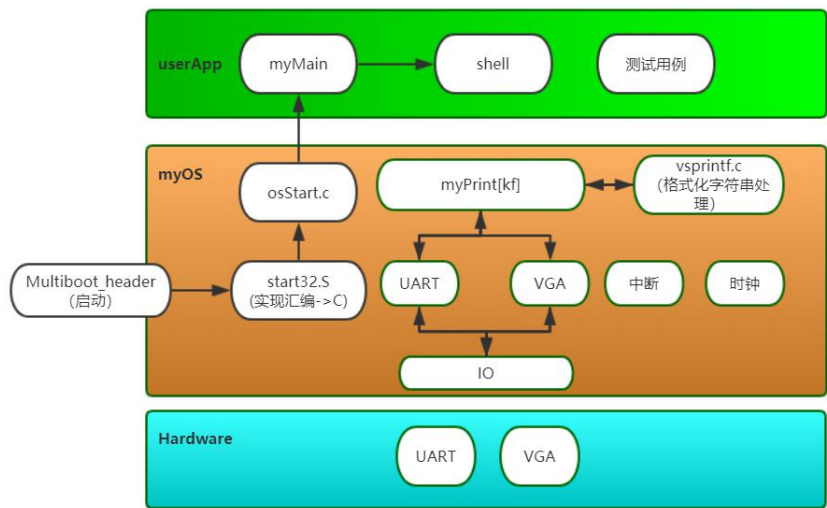 userApp
myMain
shell
测试用例
myOS
osStart.c
myPrint[kf]
vsprintf.c
(格式化字符串处
理)
Multiboot_header
(启动)
start32.S
(实现汇编->C)
UART
VGA
中断
时钟
IO
Hardware
UART
VGA